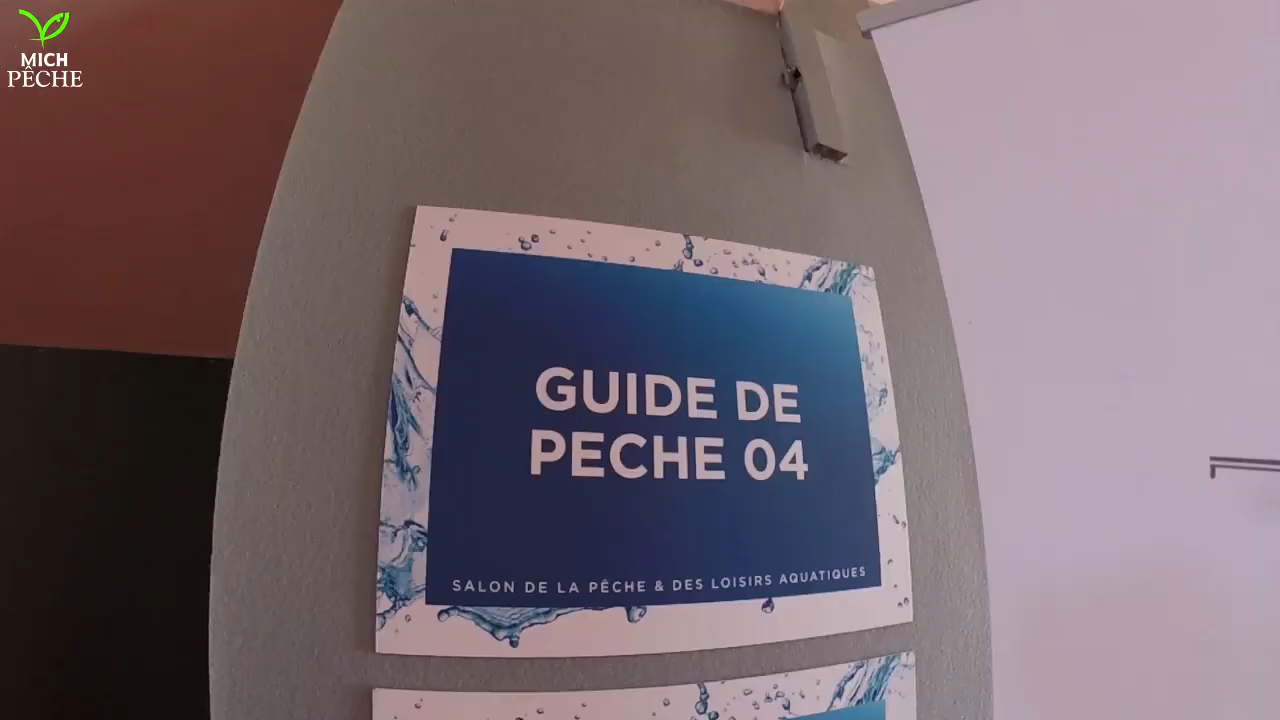 MICH
PÊCHE
GUIDE DE
PECHE 04
SALON DE LA PÊCHE & DES LOISIRS AQUATIQUES